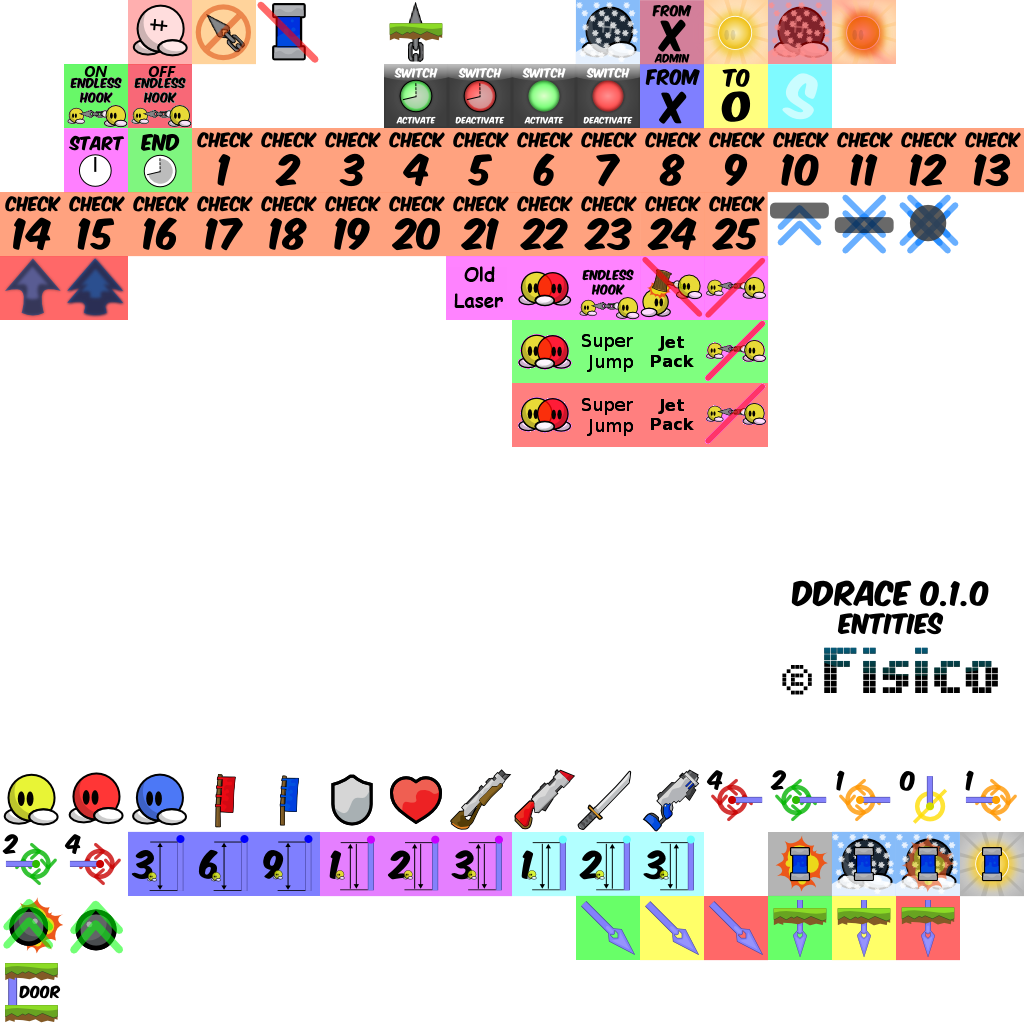 FROM
X
ADMIN
ON
ENDLESS
HOOK
OFF
ENDLESS
HOOK
SWITCH
ACTIVATE
SWITCH
DEACTIVATE
SWITCH
ACTIVATE
SWITCH
DEACTIVATE
FROM
X
TO
O
S
START
END
CHECK
1
CHECK
2
CHECK
3
CHECK
4
CHECK
5
CHECK
6
CHECK
7
CHECK
8
CHECK
9
CHECK
10
CHECK
11
CHECK
12
CHECK
13
CHECK
14
CHECK
15
CHECK
16
CHECK
17
CHECK
18
CHECK
19
CHECK
20
CHECK
21
CHECK
22
CHECK
23
CHECK
24
CHECK
25
Old
Laser
ENDLESS
HOOK
Super
Jump
Jet
Pack
Super
Jump
Jet
Pack
DDRACE 0.1.0
ENTITIES
© Fisico
4 2 1 0 1
2 4 3 6 9 1 2 3 1 2 3
DOOR